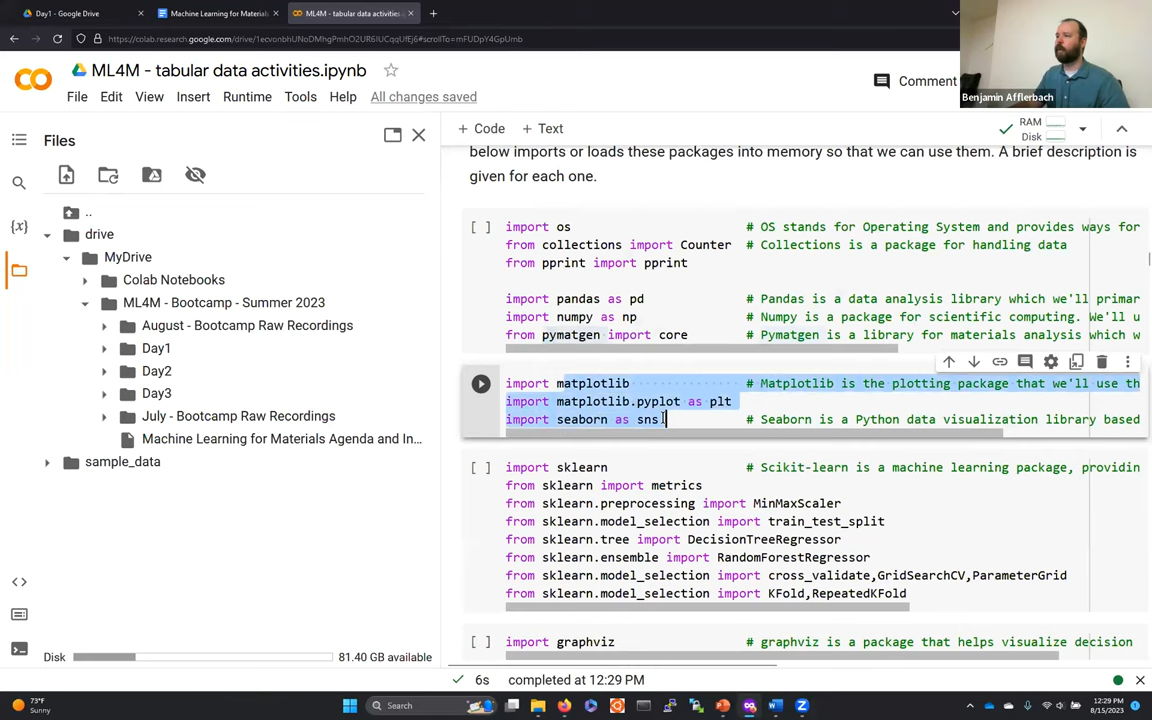 Day1 - Google Drive
Machine Learning for Materials
ML4M - tabular data activities
https://colab.research.google.com/drive/1ecvonbhUNoDMhgPmhO2UR6IUCqqUfEj6#scrollTo=mFUDpY4GpUmb
ML4M - tabular data activities.ipynb
File Edit View Insert Runtime Tools Help All changes saved
Comment
Benjamin Afflerbach
Files
+ Code + Text
RAM
Disk
..
drive
MyDrive
Colab Notebooks
ML4M - Bootcamp - Summer 2023
August - Bootcamp Raw Recordings
Day1
Day2
Day3
July - Bootcamp Raw Recordings
Machine Learning for Materials Agenda and In...
sample_data
Disk 81.40 GB available
below imports or loads these packages into memory so that we can use them. A brief description is
given for each one.
[ ] import os # OS stands for Operating System and provides ways for
from collections import Counter # Collections is a package for handling data
from pprint import pprint
import pandas as pd # Pandas is a data analysis library which we'll primar
import numpy as np # Numpy is a package for scientific computing. We'll u
from pymatgen import core # Pymatgen is a library for materials analysis which w
import matplotlib # Matplotlib is the plotting package that we'll use th
import matplotlib.pyplot as plt
import seaborn as sns # Seaborn is a Python data visualization library based
[ ] import sklearn # Scikit-learn is a machine learning package, providin
from sklearn import metrics
from sklearn.preprocessing import MinMaxScaler
from sklearn.model_selection import train_test_split
from sklearn.tree import DecisionTreeRegressor
from sklearn.ensemble import RandomForestRegressor
from sklearn.model_selection import cross_validate,GridSearchCV,ParameterGrid
from sklearn.model_selection import KFold,RepeatedKFold
[ ] import graphviz # graphviz is a package that helps visualize decision
6s completed at 12:29 PM
73°F
Sunny
Search
12:29 PM
8/15/2023